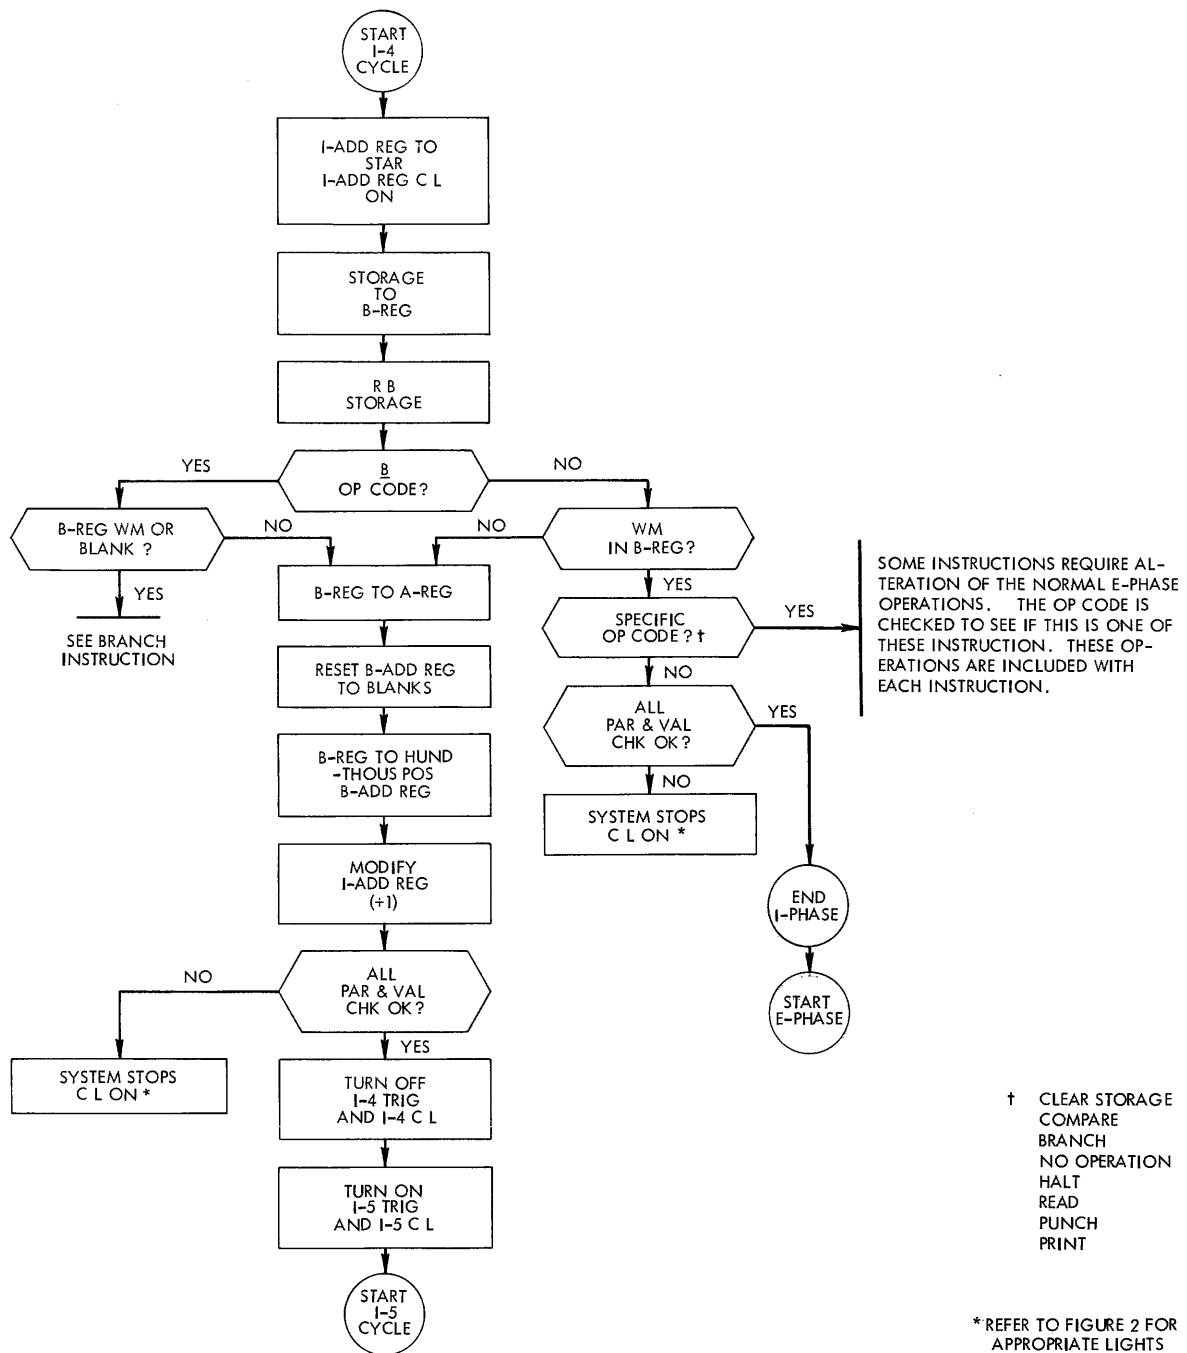 START
I-4
CYCLE
I-ADD REG TO
STAR
I-ADD REG C L
ON
STORAGE
TO
B-REG
R B
STORAGE
B
OP CODE?
YES
NO
B-REG WM OR
BLANK ?
NO
YES
SEE BRANCH
INSTRUCTION
WM
IN B-REG?
NO
YES
B-REG TO A-REG
SPECIFIC
OP CODE? †
YES
NO
SOME INSTRUCTIONS REQUIRE AL-
TERATION OF THE NORMAL E-PHASE
OPERATIONS. THE OP CODE IS
CHECKED TO SEE IF THIS IS ONE OF
THESE INSTRUCTION. THESE OP-
ERATIONS ARE INCLUDED WITH
EACH INSTRUCTION.
RESET B-ADD REG
TO BLANKS
ALL
PAR & VAL
CHK OK?
YES
NO
B-REG TO HUND
-THOUS POS
B-ADD REG
SYSTEM STOPS
C L ON *
MODIFY
I-ADD REG
(+1)
END
I-PHASE
START
E-PHASE
ALL
PAR & VAL
CHK OK?
NO
YES
SYSTEM STOPS
C L ON *
TURN OFF
I-4 TRIG
AND I-4 C L
TURN ON
I-5 TRIG
AND I-5 C L
START
I-5
CYCLE
† CLEAR STORAGE
COMPARE
BRANCH
NO OPERATION
HALT
READ
PUNCH
PRINT
* REFER TO FIGURE 2 FOR
APPROPRIATE LIGHTS